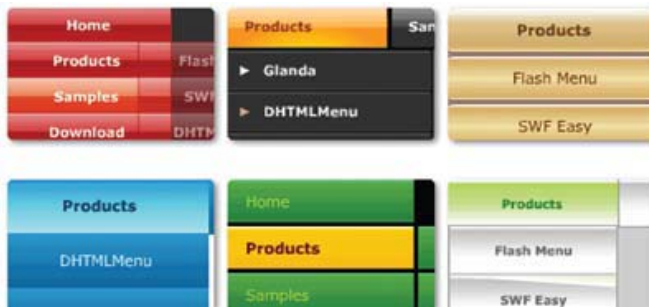 Home
Products Flash
Samples SWF
Download DHTM
Products San
Glanda
DHTMLMenu
Products
Flash Menu
SWF Easy
Products
DHTMLMenu
Home
Products
Samples
Products
Flash Menu
SWF Easy